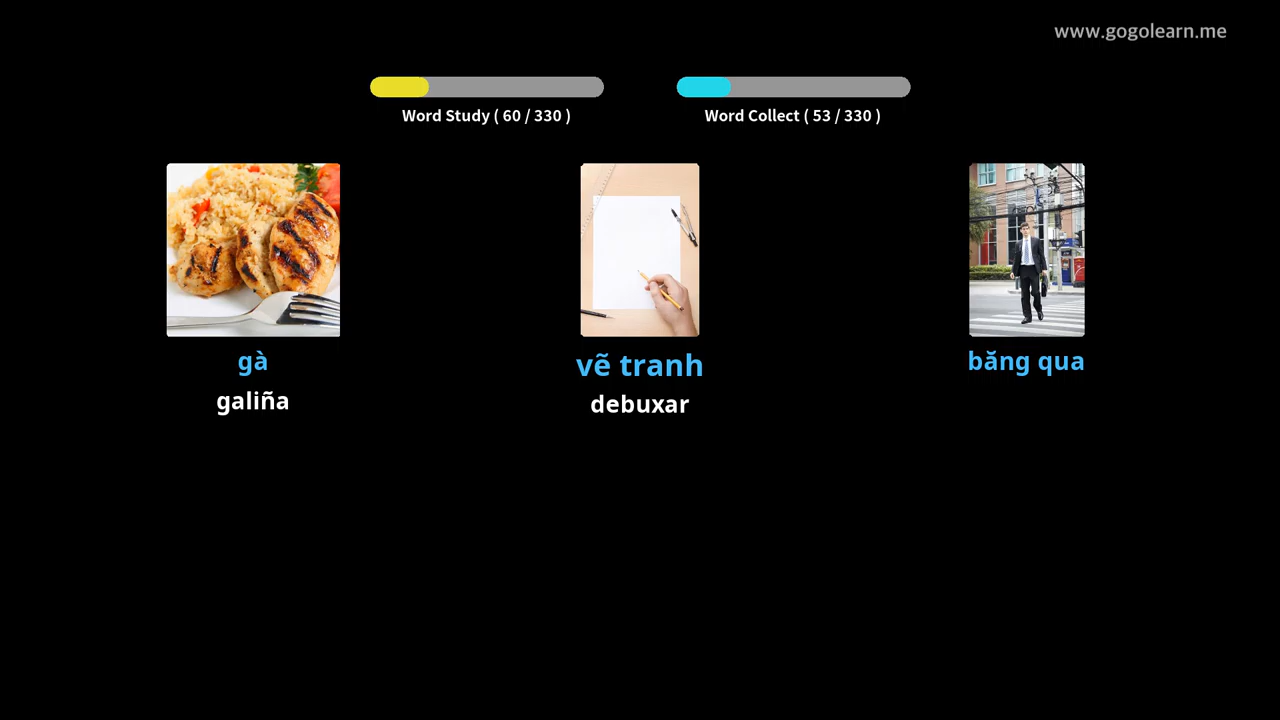 www.gogolearn.me
Word Study ( 60 / 330 )
Word Collect ( 53 / 330 )
gà
vẽ tranh
băng qua
galiña
debuxar